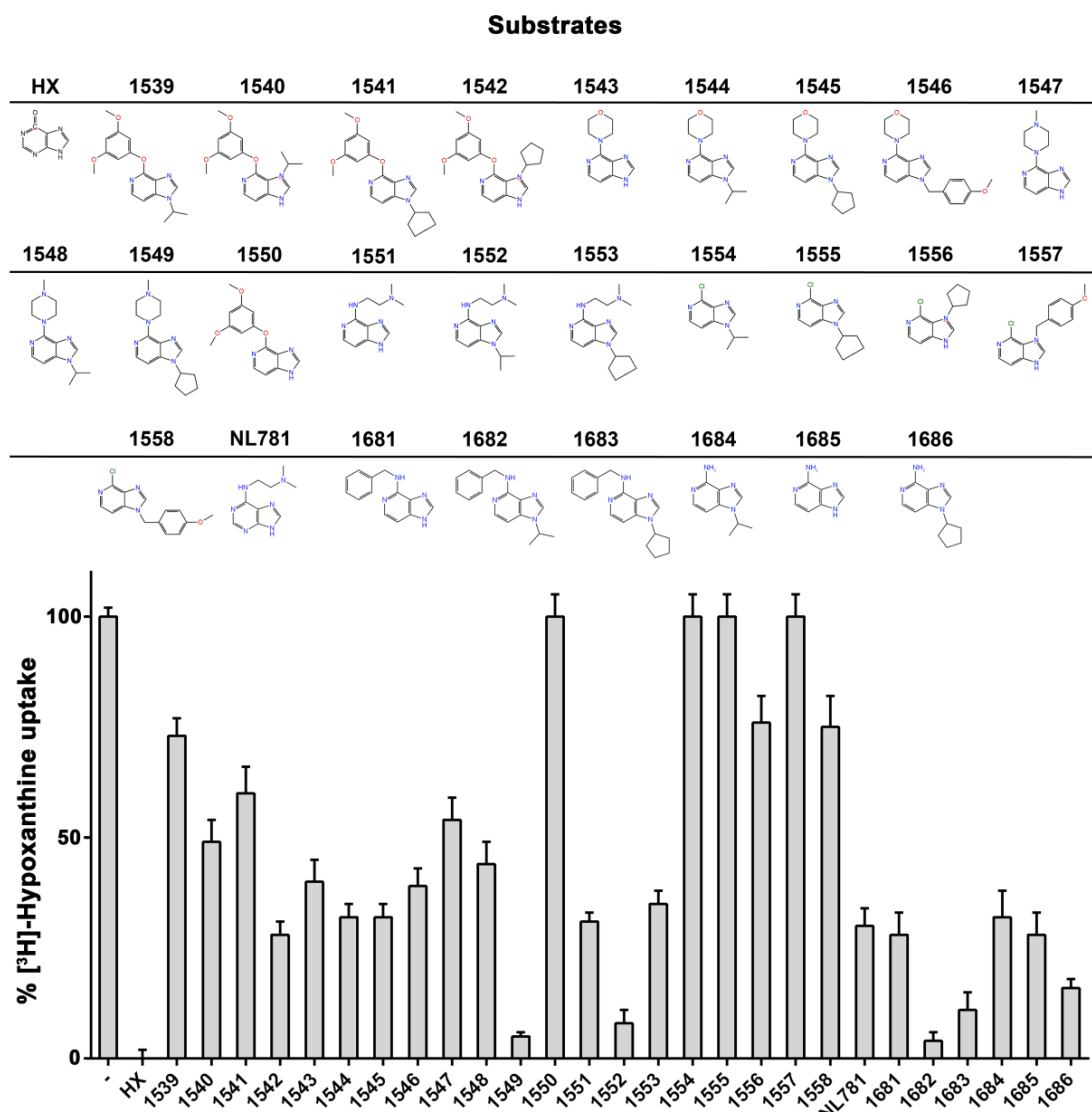 Substrates
HX 1539 1540 1541 1542 1543 1544 1545 1546 1547
1548 1549 1550 1551 1552 1553 1554 1555 1556 1557
1558 NL781 1681 1682 1683 1684 1685 1686
% [³H]-Hypoxanthine uptake
100
50
0
- HX 1539 1540 1541 1542 1543 1544 1545 1546 1547 1548 1549 1550 1551 1552 1553 1554 1555 1556 1557 1558 NL781 1681 1682 1683 1684 1685 1686